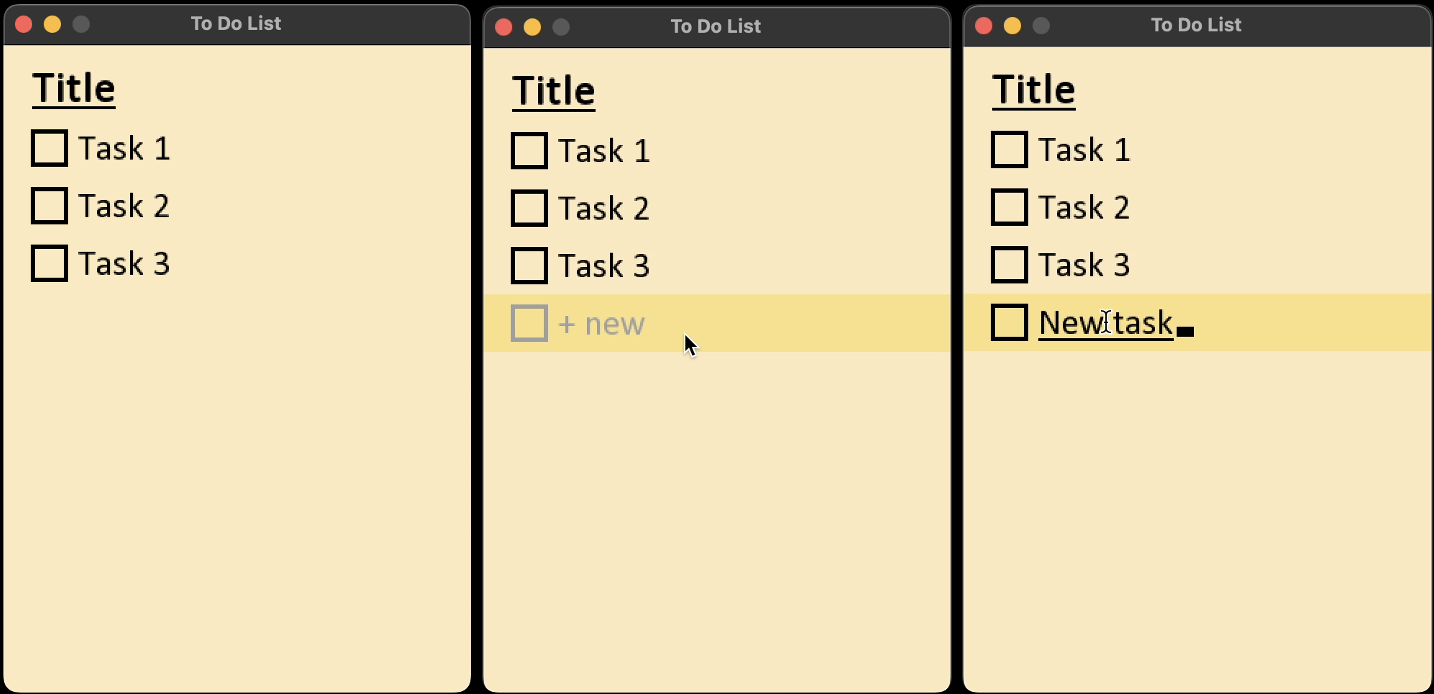 To Do List
Title
Task 1
Task 2
Task 3
To Do List
Title
Task 1
Task 2
Task 3
+ new
To Do List
Title
Task 1
Task 2
Task 3
New task